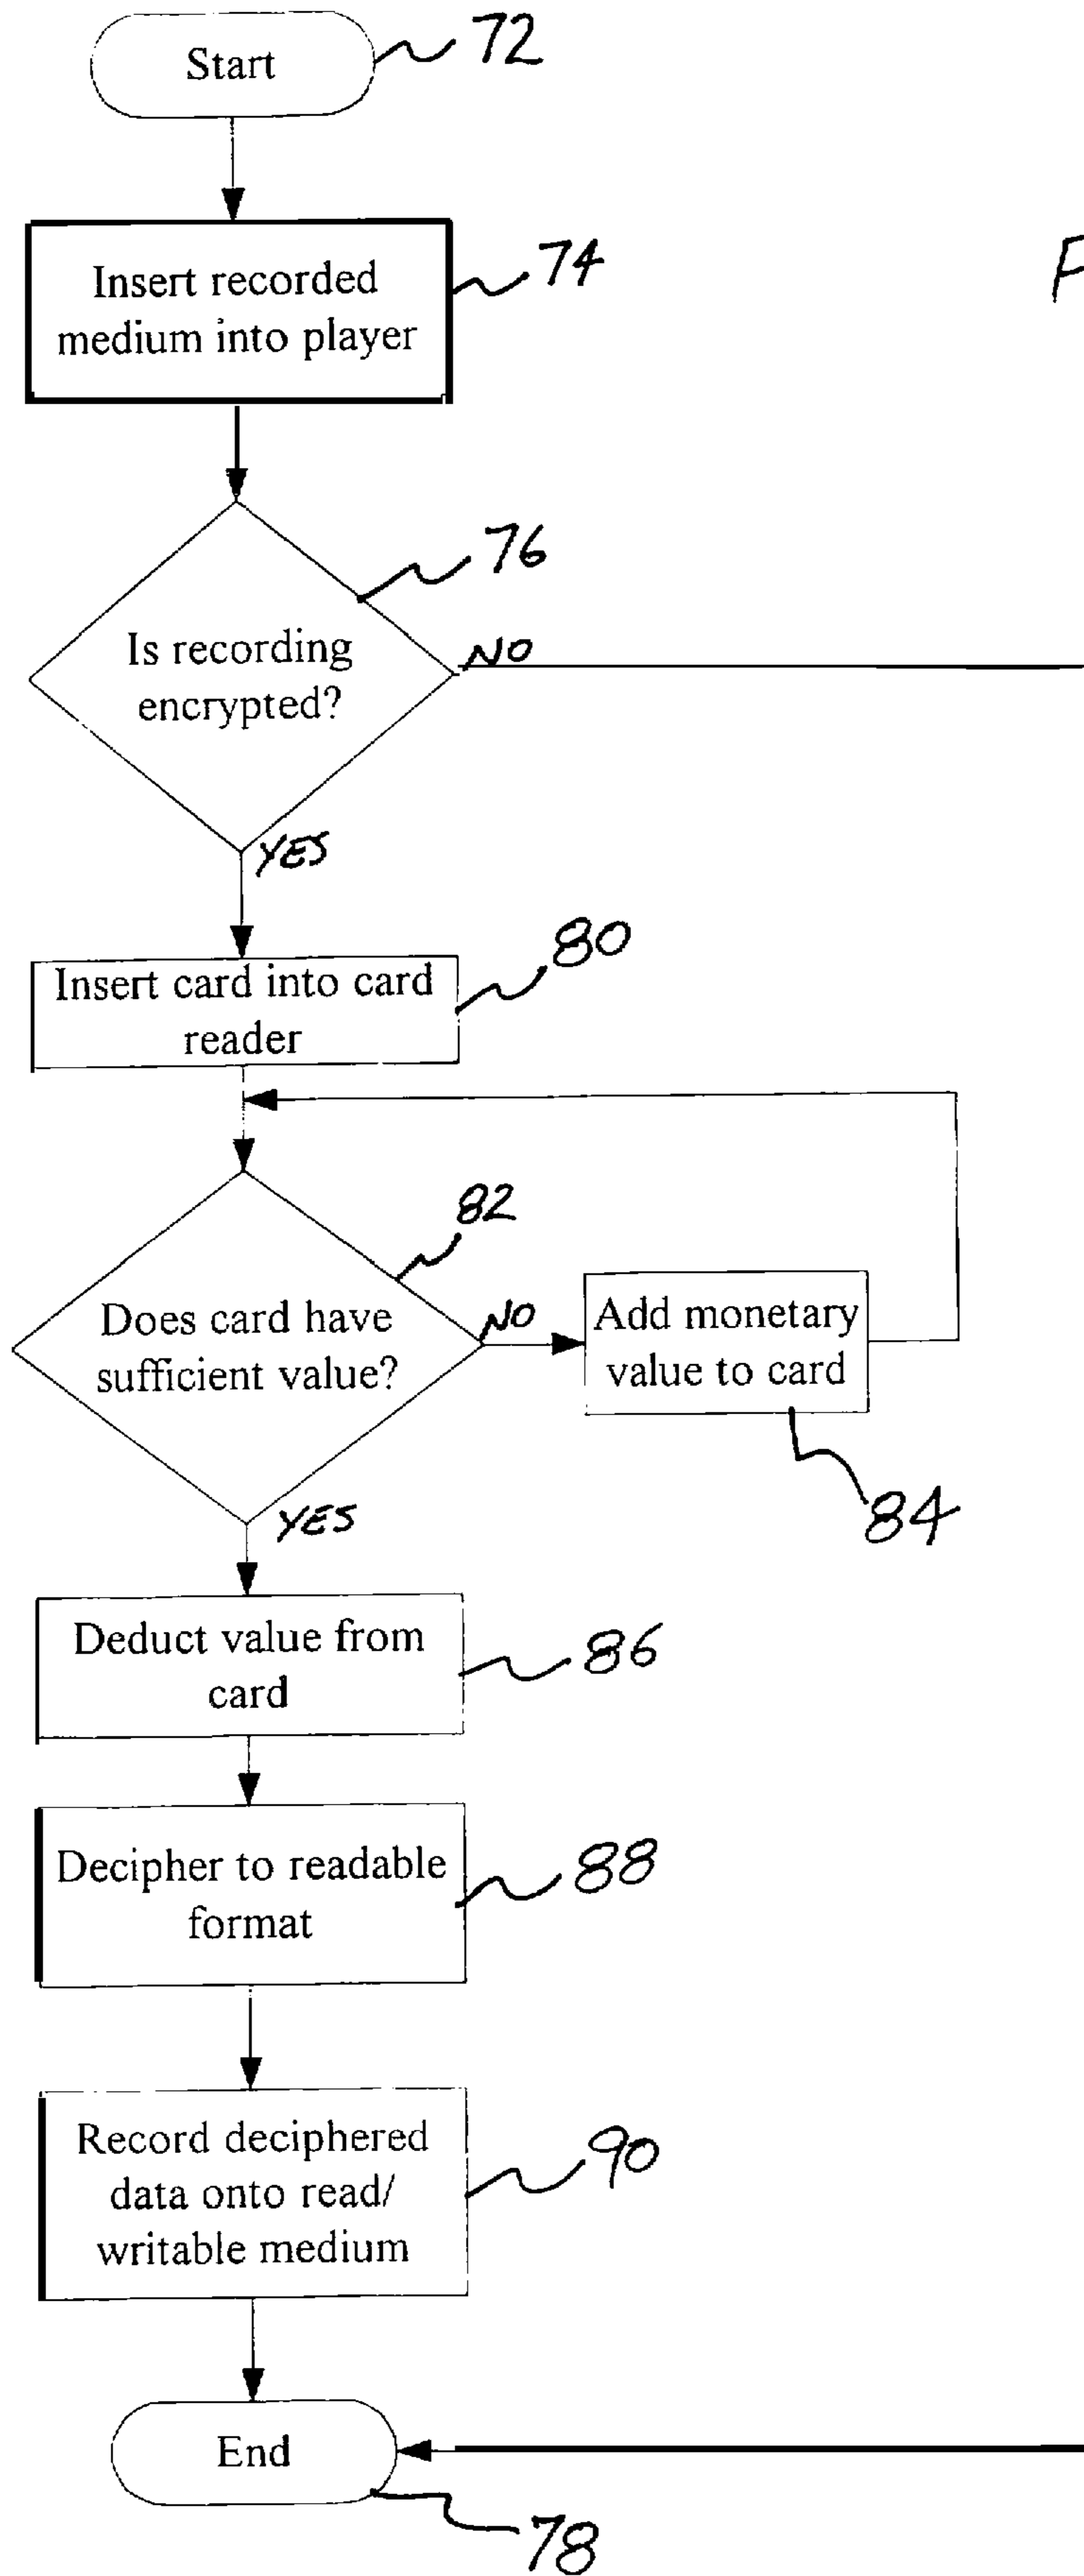 Start
72
Insert recorded
medium into player
74
Is recording
encrypted?
76
NO
YES
Insert card into card
reader
80
Does card have
sufficient value?
82
NO
Add monetary
value to card
84
YES
Deduct value from
card
86
Decipher to readable
format
88
Record deciphered
data onto read/
writable medium
90
End
78